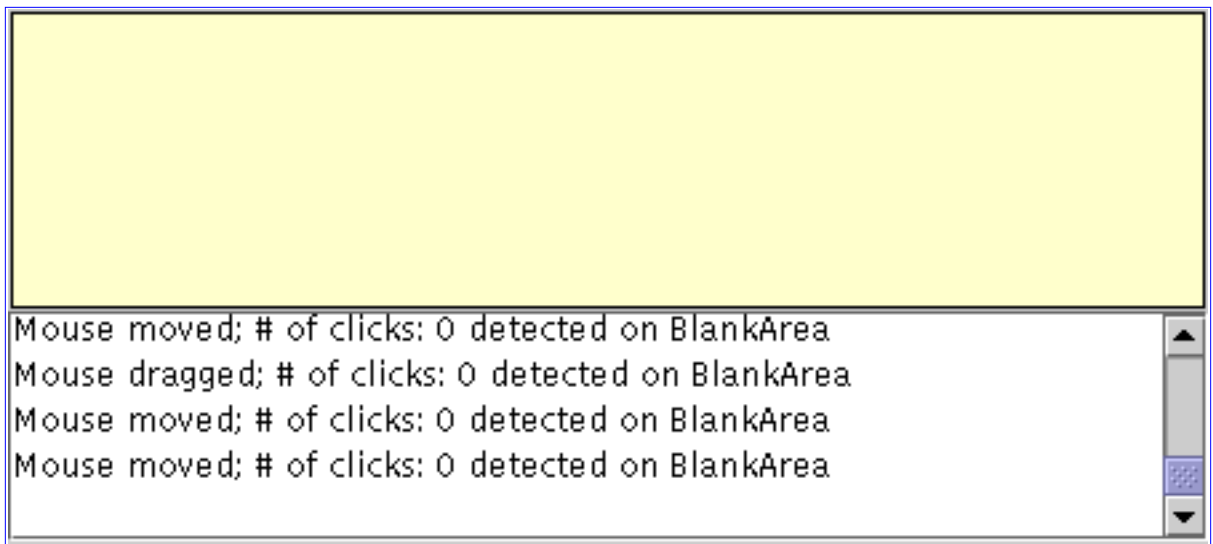 Mouse moved; # of clicks: 0 detected on BlankArea
Mouse dragged; # of clicks: 0 detected on BlankArea
Mouse moved; # of clicks: 0 detected on BlankArea
Mouse moved; # of clicks: 0 detected on BlankArea